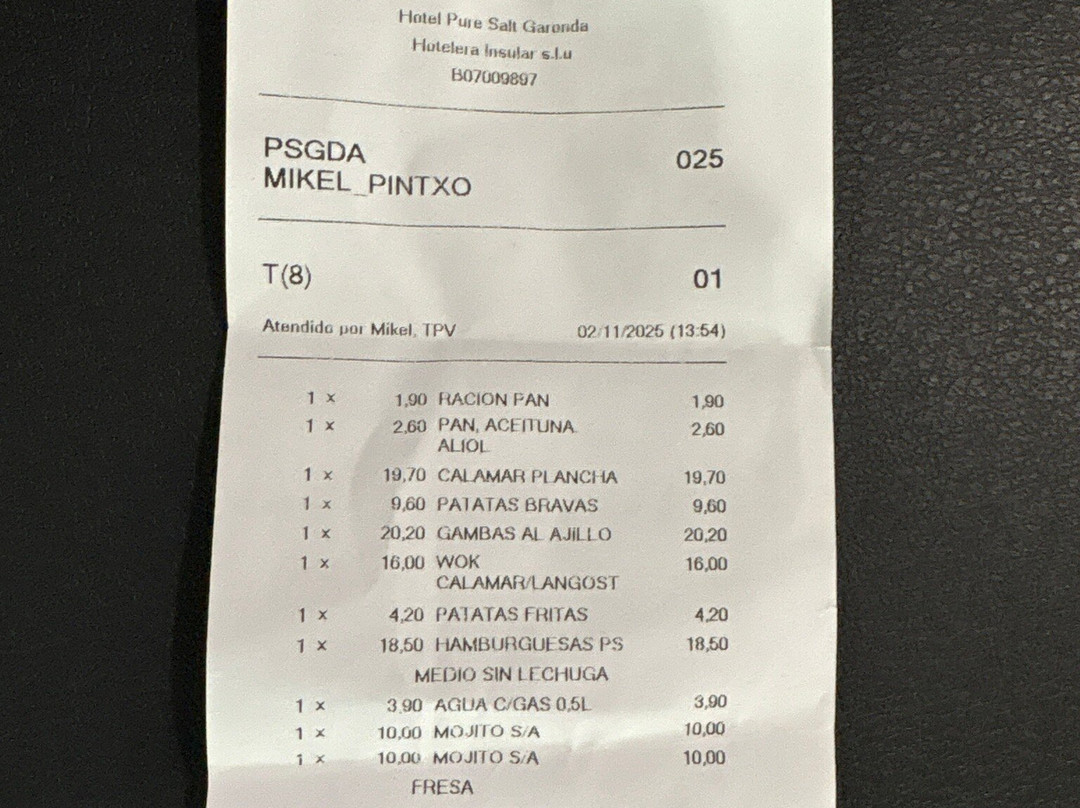 Hotel Pure Salt Garonda
Hotelera Insular s.l.u
B07009897
PSGDA 025
MIKEL_PINTXO
T(8) 01
Atendido por Mikel, TPV 02/11/2025 (13:54)
1 x 1,90 RACION PAN 1,90
1 x 2,60 PAN, ACEITUNA 2,60
ALIOL
1 x 19,70 CALAMAR PLANCHA 19,70
1 x 9,60 PATATAS BRAVAS 9,60
1 x 20,20 GAMBAS AL AJILLO 20,20
1 x 16,00 WOK 16,00
CALAMAR/LANGOST
1 x 4,20 PATATAS FRITAS 4,20
1 x 18,50 HAMBURGUESAS PS 18,50
MEDIO SIN LECHUGA
1 x 3,90 AGUA C/GAS 0,5L 3,90
1 x 10,00 MOJITO S/A 10,00
1 x 10,00 MOJITO S/A 10,00
FRESA